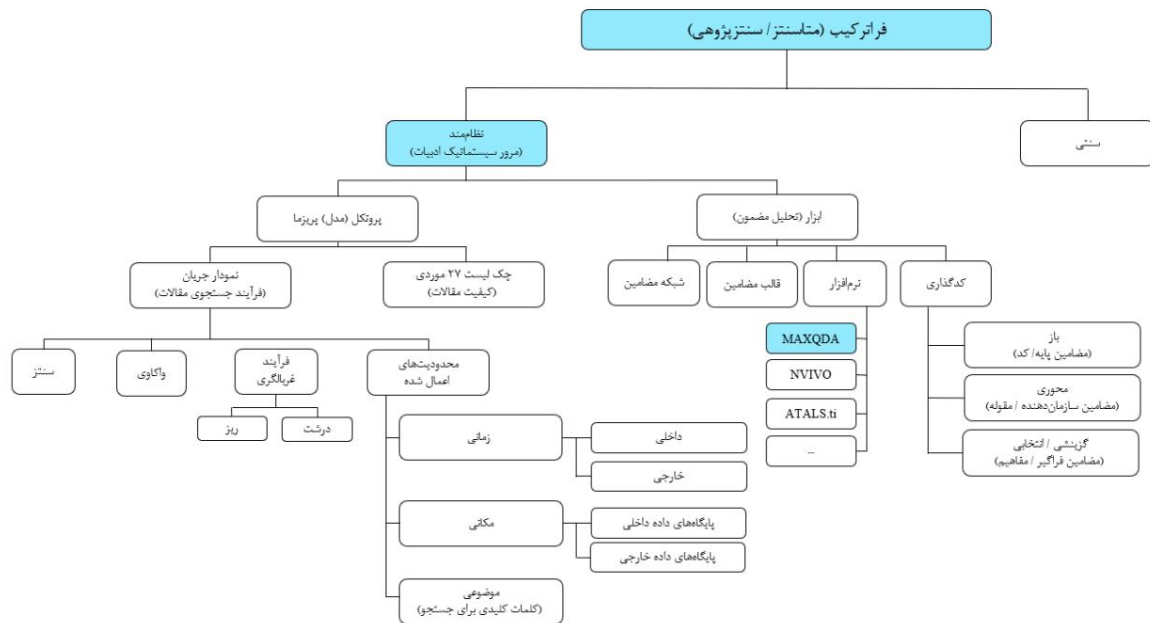 فراترکیب (متاسنتز/ سنتزپژوهی)
نظام‌مند
(مرور سیستماتیک ادبیات)
سنتی
پروتکل (مدل) پریزما
ابزار (تحلیل مضمون)
نمودار جریان
(فرآیند جستجوی مقالات)
چک لیست ۲۷ موردی
(کیفیت مقالات)
شبکه مضامین
قالب مضامین
نرم‌افزار
کدگذاری
سنتز
واکاوی
فرآیند
غربالگری
محدودیت‌های
اعمال شده
ریز
درشت
MAXQDA
NVIVO
ATALS.ti
...
باز
(مضامین پایه/ کد)
محوری
(مضامین سازمان‌دهنده / مقوله)
گزینشی / انتخابی
(مضامین فراگیر / مفاهیم)
زمانی
داخلی
خارجی
مکانی
پایگاه‌های داده داخلی
پایگاه‌های داده خارجی
موضوعی
(کلمات کلیدی برای جستجو)